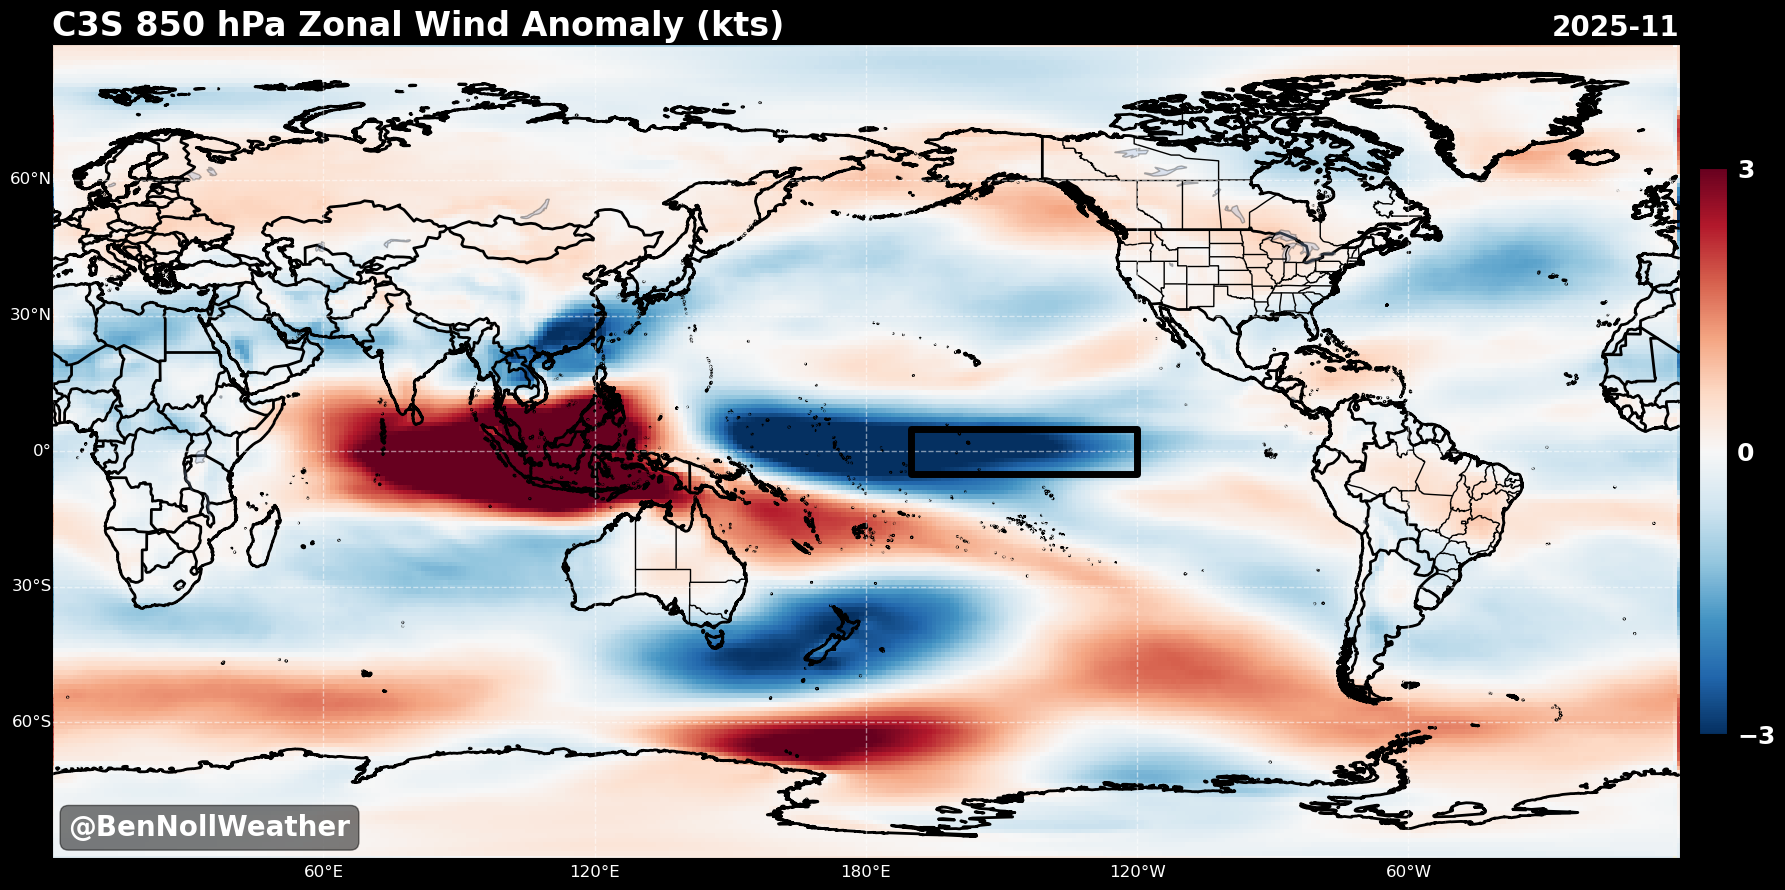 C3S 850 hPa Zonal Wind Anomaly (kts)
2025-11
60°N
30°N
0°
30°S
60°S
3
0
−3
@BenNollWeather
60°E
120°E
180°E
120°W
60°W